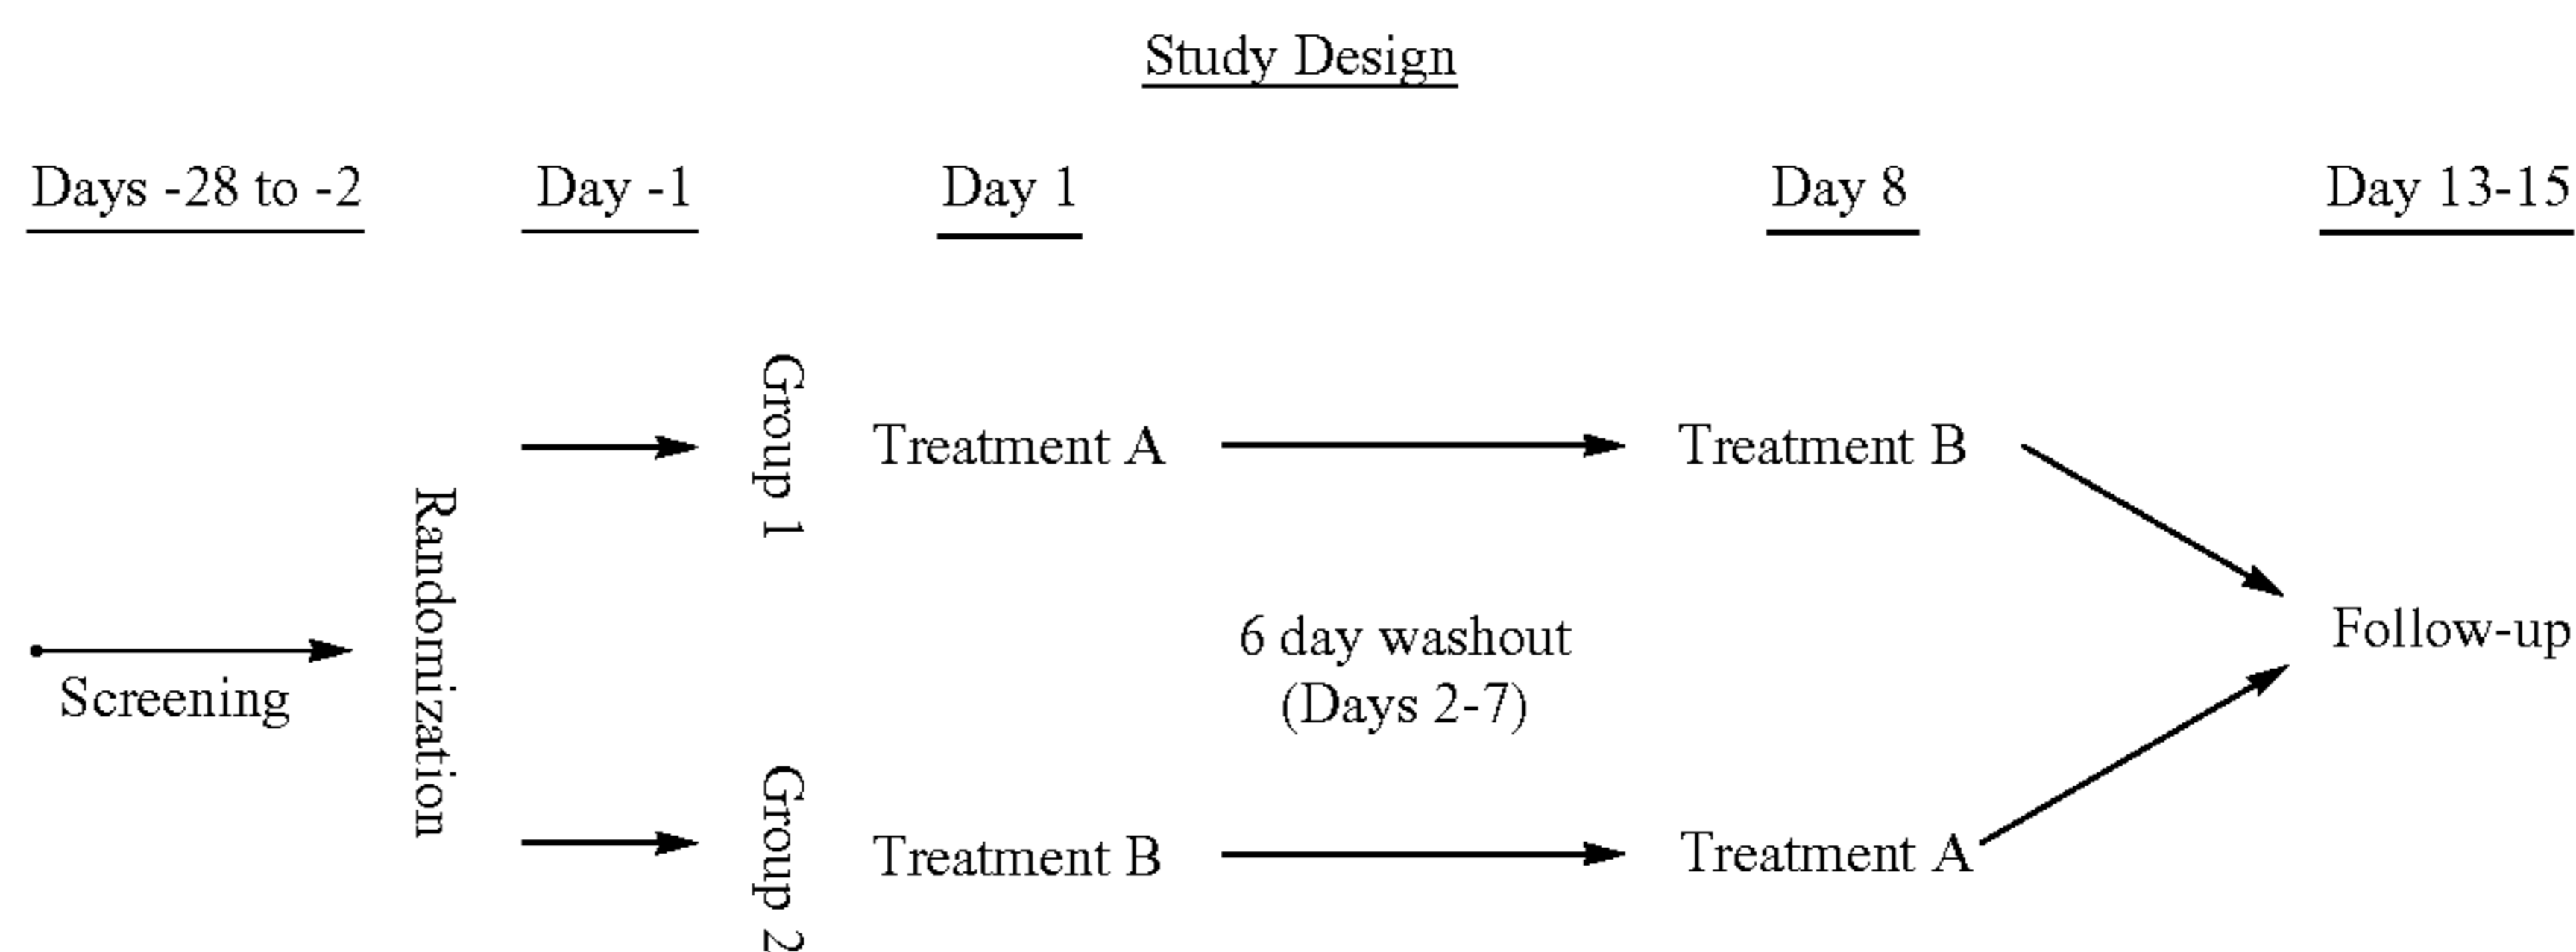 Study Design
Days -28 to -2
Day -1
Day 1
Day 8
Day 13-15
Screening
Randomization
Group 1
Treatment A
Treatment B
6 day washout
(Days 2-7)
Group 2
Treatment B
Treatment A
Follow-up